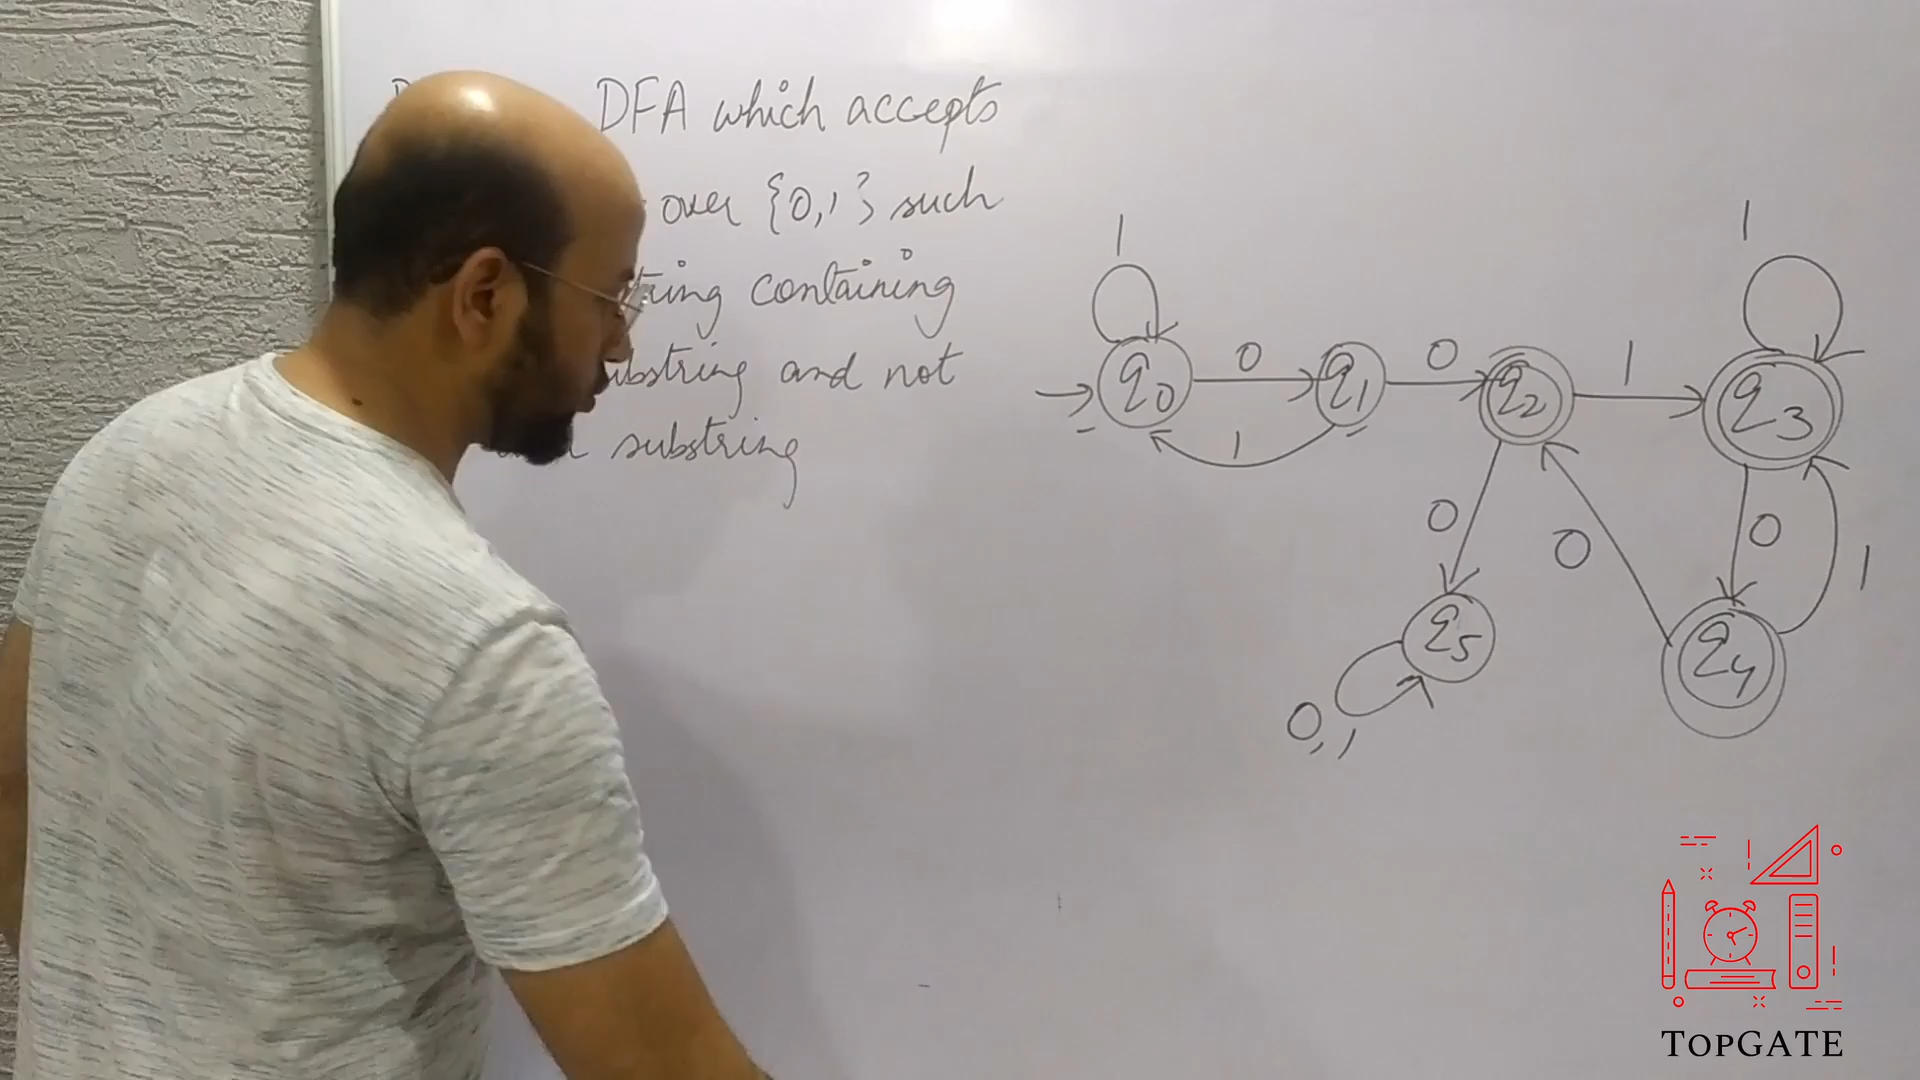 DFA which accepts
over {0,1} such
containing
and not
substring
1
1
q0 0 q1 0 q2 1 q3
1
0
0
0
1
q5
q4
0,1
TOPGATE